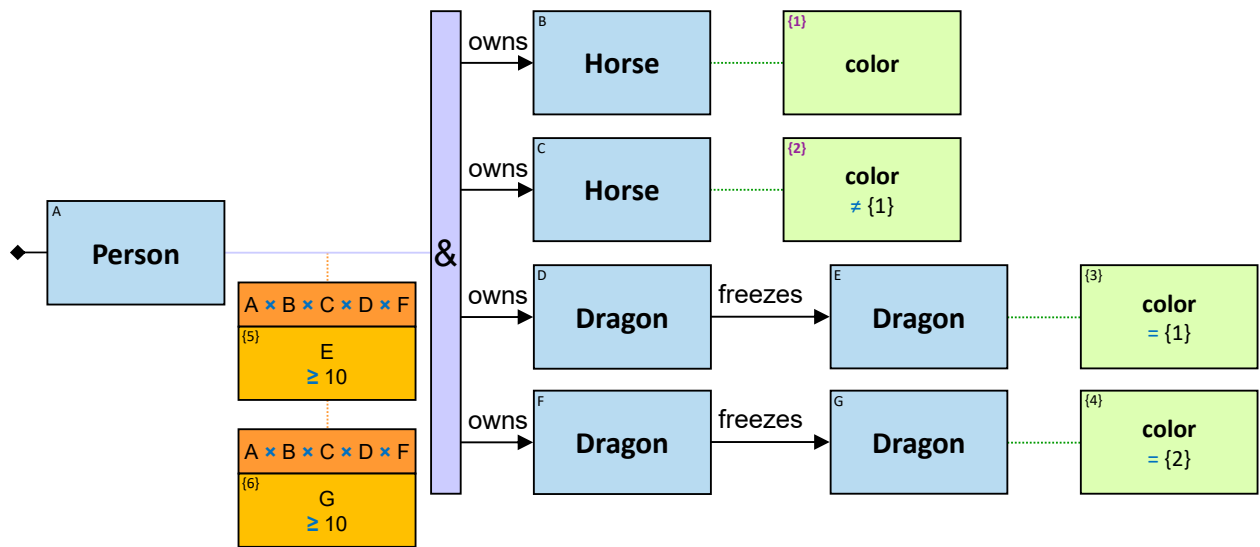 owns
B
Horse
{1}
color
owns
C
Horse
{2}
color
≠ {1}
A
Person
&
A × B × C × D × F
{5}
E
≥ 10
A × B × C × D × F
{6}
G
≥ 10
owns
D
Dragon
freezes
E
Dragon
{3}
color
= {1}
owns
F
Dragon
freezes
G
Dragon
{4}
color
= {2}